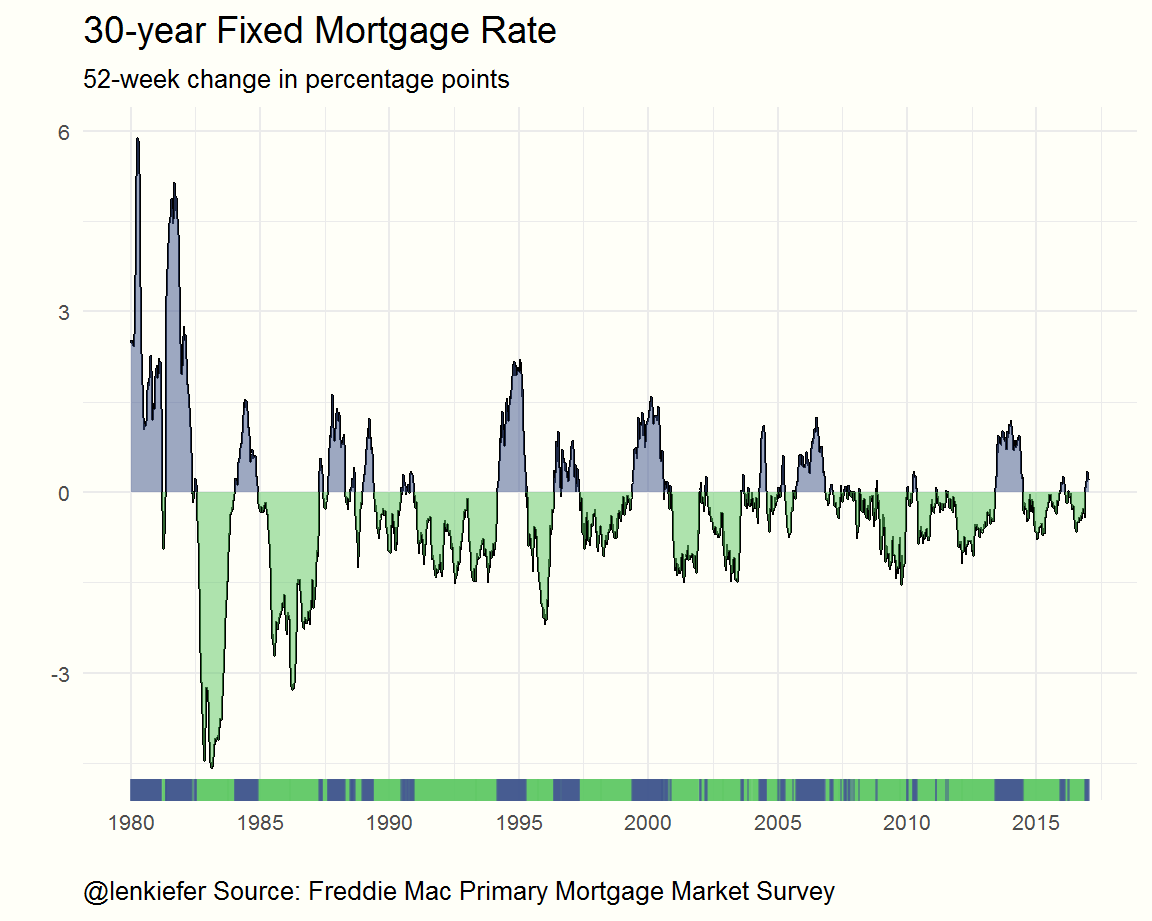 30-year Fixed Mortgage Rate
52-week change in percentage points
6
3
0
-3
1980 1985 1990 1995 2000 2005 2010 2015
@lenkiefer Source: Freddie Mac Primary Mortgage Market Survey